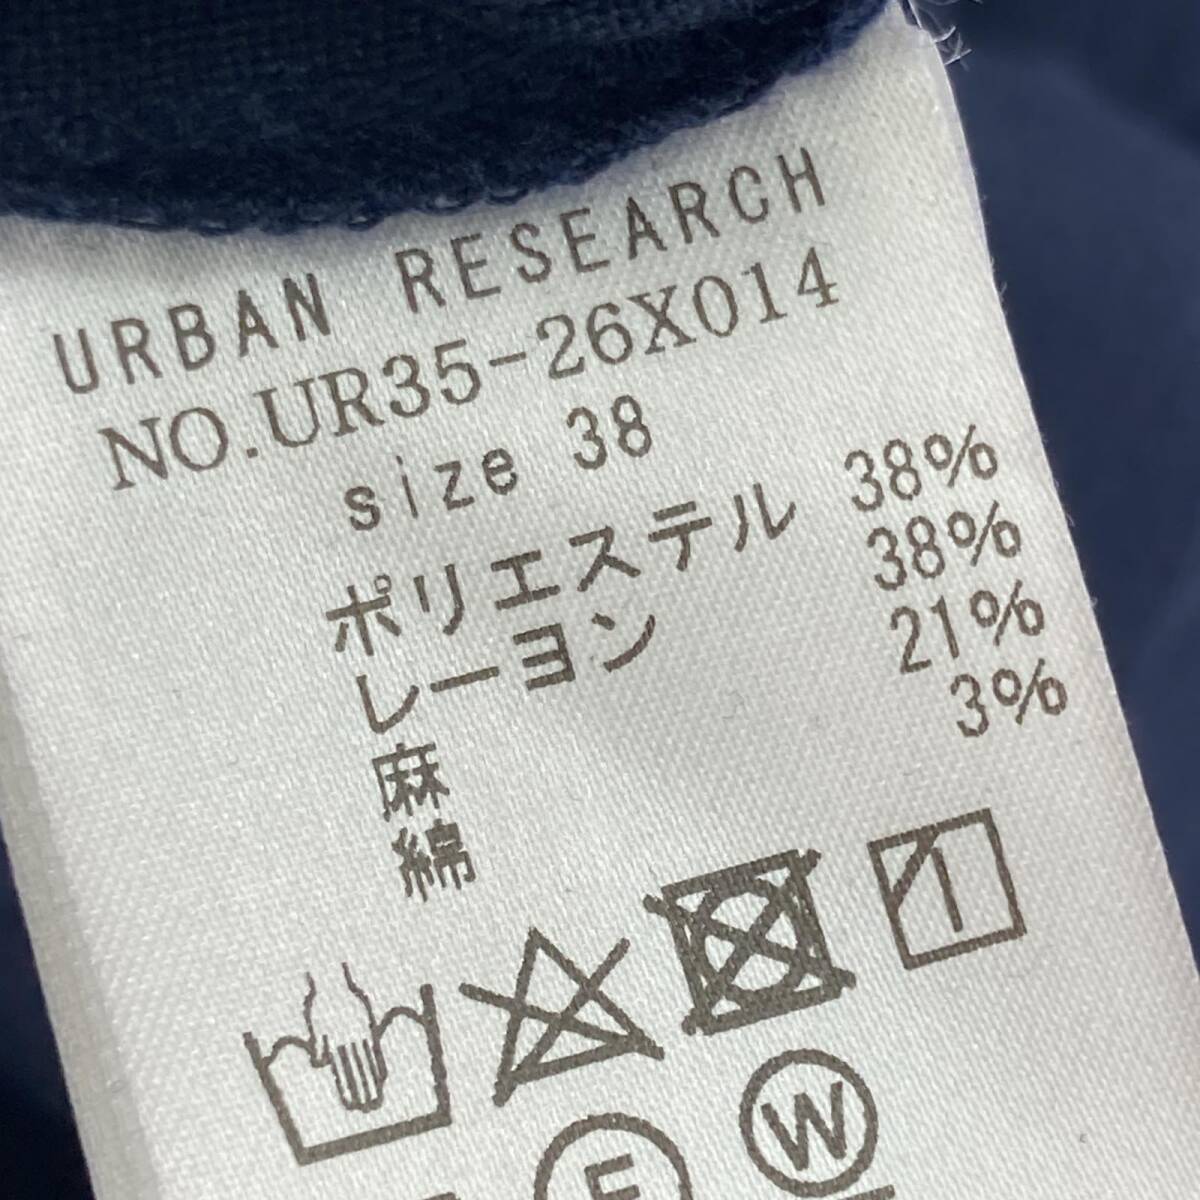 URBAN RESEARCH
NO.UR35-26X014
size 38
ポリエステル 38%
レーヨン 38%
麻 21%
綿 3%
W
F